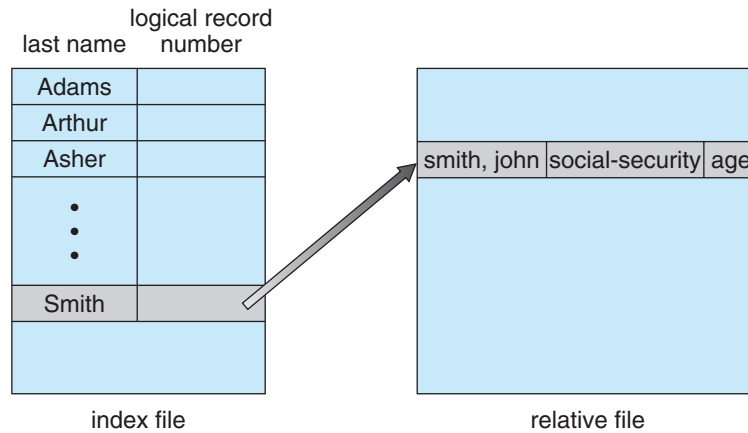 last name
logical record
number
Adams
Arthur
Asher
Smith
index file
smith, john
social-security
age
relative file